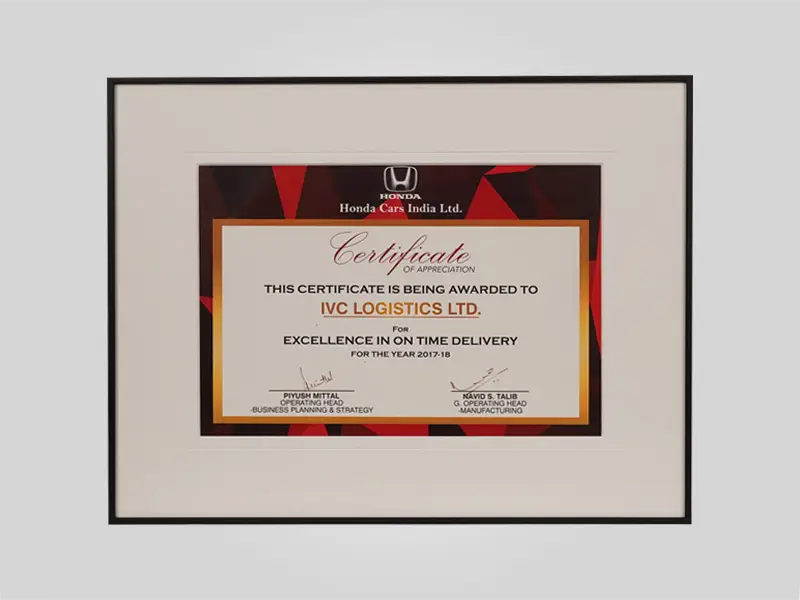 HONDA
Honda Cars India Ltd.
Certificate
OF APPRECIATION
THIS CERTIFICATE IS BEING AWARDED TO
IVC LOGISTICS LTD.
FOR
EXCELLENCE IN ON TIME DELIVERY
FOR THE YEAR 2017-18
PIYUSH MITTAL
OPERATING HEAD
-BUSINESS PLANNING & STRATEGY
NAVID S. TALIB
G. OPERATING HEAD
-MANUFACTURING